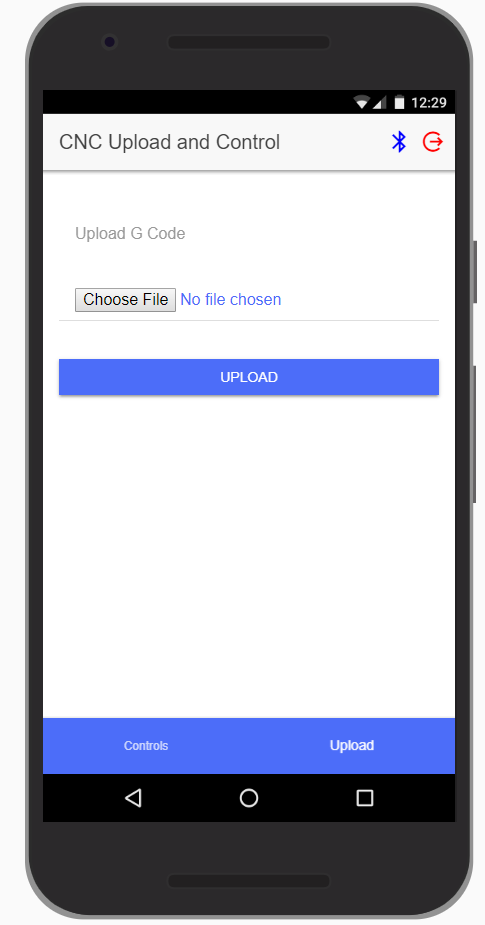 12:29
CNC Upload and Control
Upload G Code
Choose File No file chosen
UPLOAD
Controls Upload